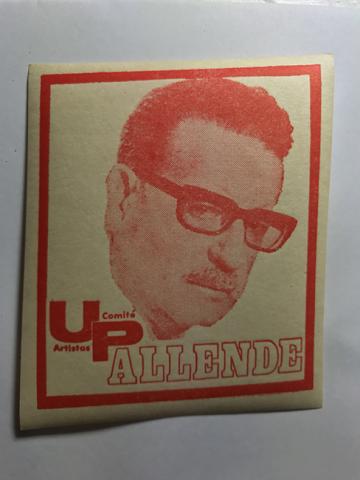 Comité
UP
Artistas
ALLENDE